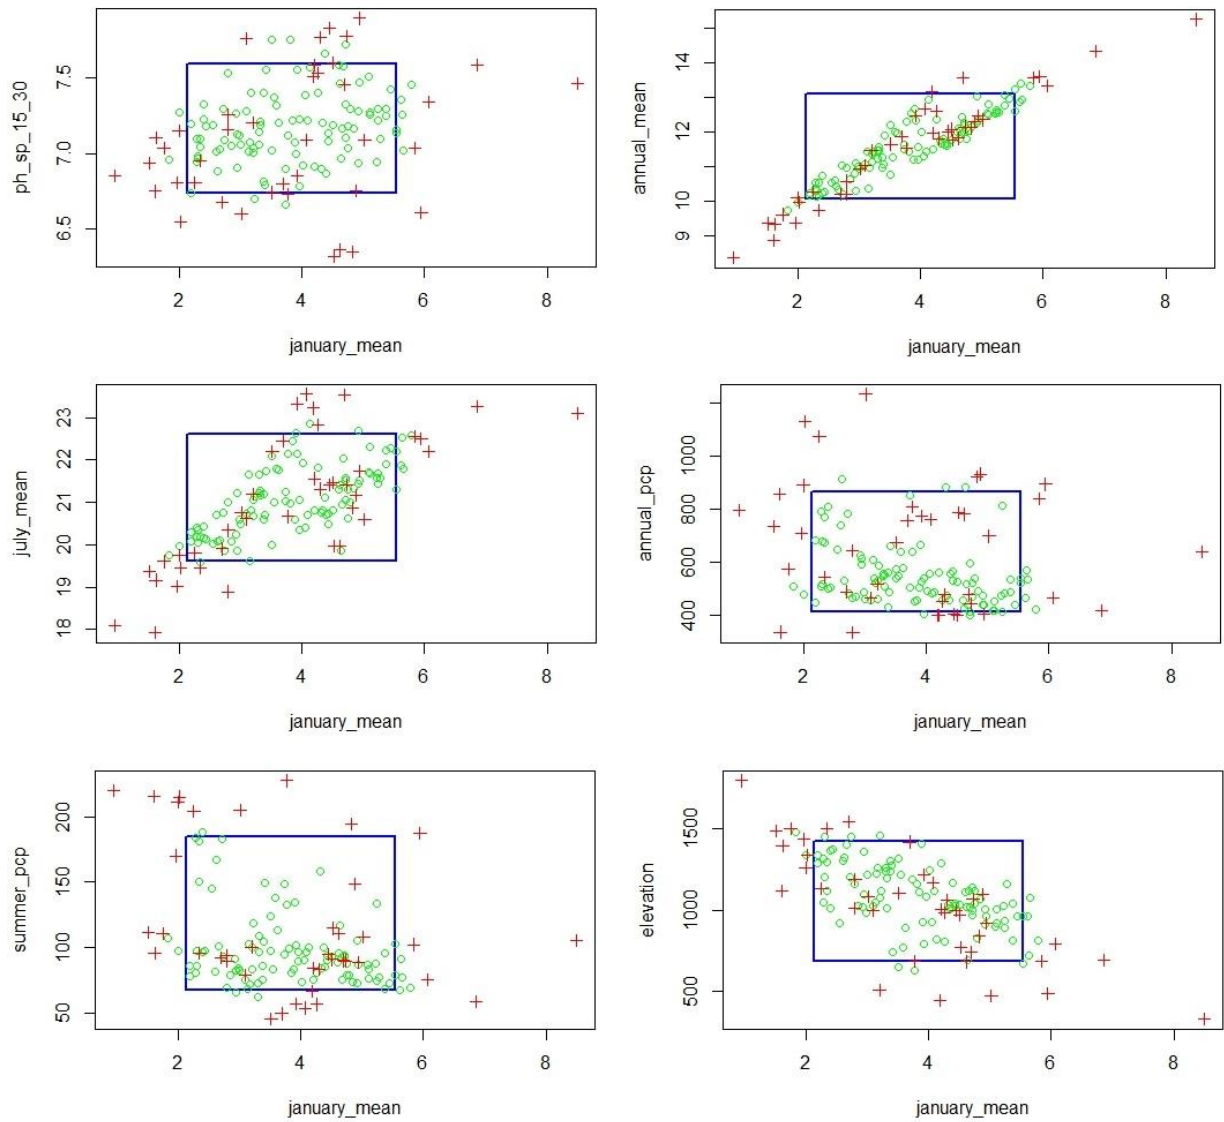 ph_sp_15_30
7.5
7.0
6.5
2 4 6 8
january_mean
annual_mean
14
12
10
9
2 4 6 8
january_mean
july_mean
23
22
21
20
19
18
2 4 6 8
january_mean
annual_pcp
1000
800
600
400
2 4 6 8
january_mean
summer_pcp
200
150
100
50
2 4 6 8
january_mean
elevation
1500
1000
500
2 4 6 8
january_mean